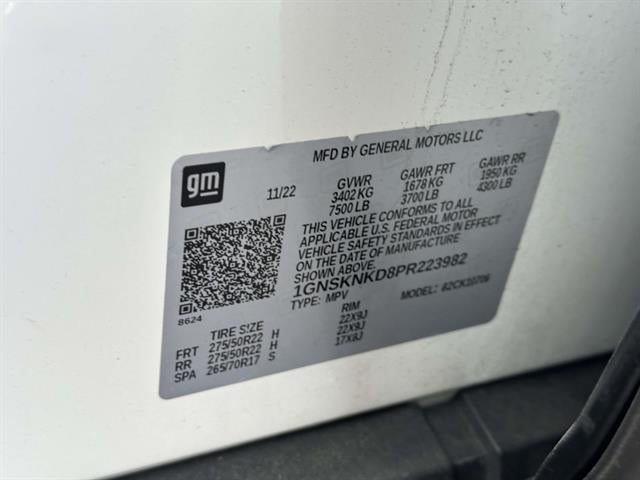 MFD BY GENERAL MOTORS LLC
gm
11/22 GVWR GAWR FRT GAWR RR
3402 KG 1678 KG 1950 KG
7500 LB 3700 LB 4300 LB
THIS VEHICLE CONFORMS TO ALL
APPLICABLE U.S. FEDERAL MOTOR
VEHICLE SAFETY STANDARDS IN EFFECT
ON THE DATE OF MANUFACTURE
SHOWN ABOVE.
1GNSKNKD8PR223982
TYPE: MPV MODEL: 82CK10706
8624
TIRE SIZE RIM
FRT 275/50R22 H 22X9J
RR 275/50R22 H 22X9J
SPA 265/70R17 S 17X8J